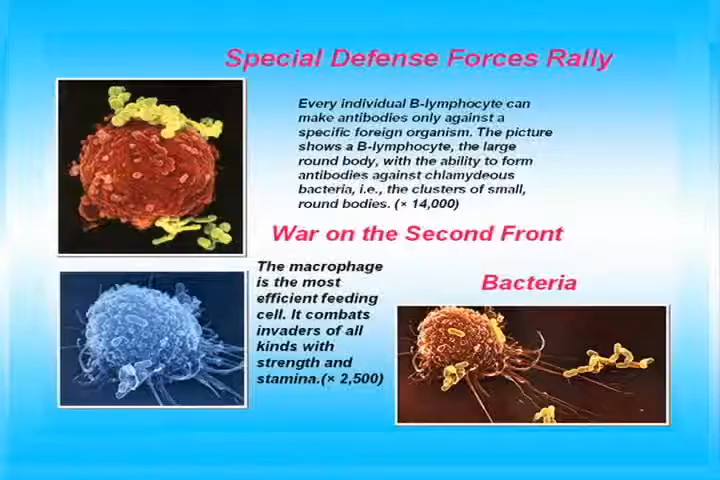 Special Defense Forces Rally
Every individual B-lymphocyte can
make antibodies only against a
specific foreign organism. The picture
shows a B-lymphocyte, the large
round body, with the ability to form
antibodies against chlamydeous
bacteria, i.e., the clusters of small,
round bodies. (× 14,000)
War on the Second Front
The macrophage
is the most
efficient feeding
cell. It combats
invaders of all
kinds with
strength and
stamina.(× 2,500)
Bacteria